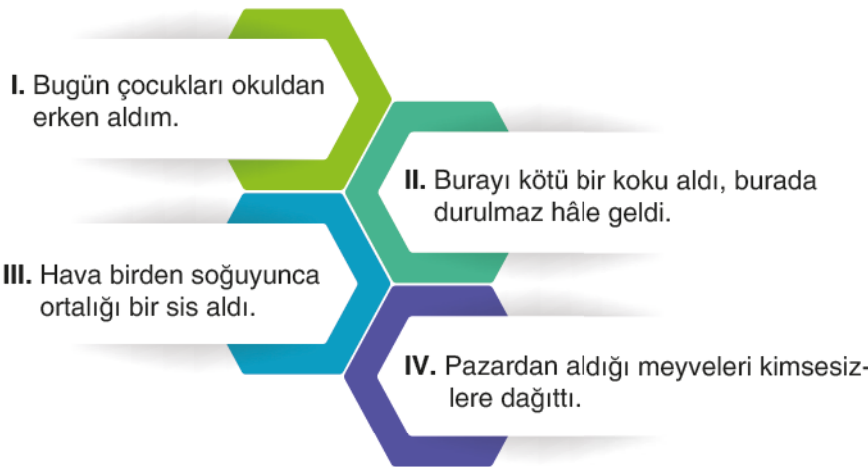 I. Bugün çocukları okuldan
erken aldım.
II. Burayı kötü bir koku aldı, burada
durulmaz hâle geldi.
III. Hava birden soğuyunca
ortalığı bir sis aldı.
IV. Pazardan aldığı meyveleri kimsesiz-
lere dağıttı.